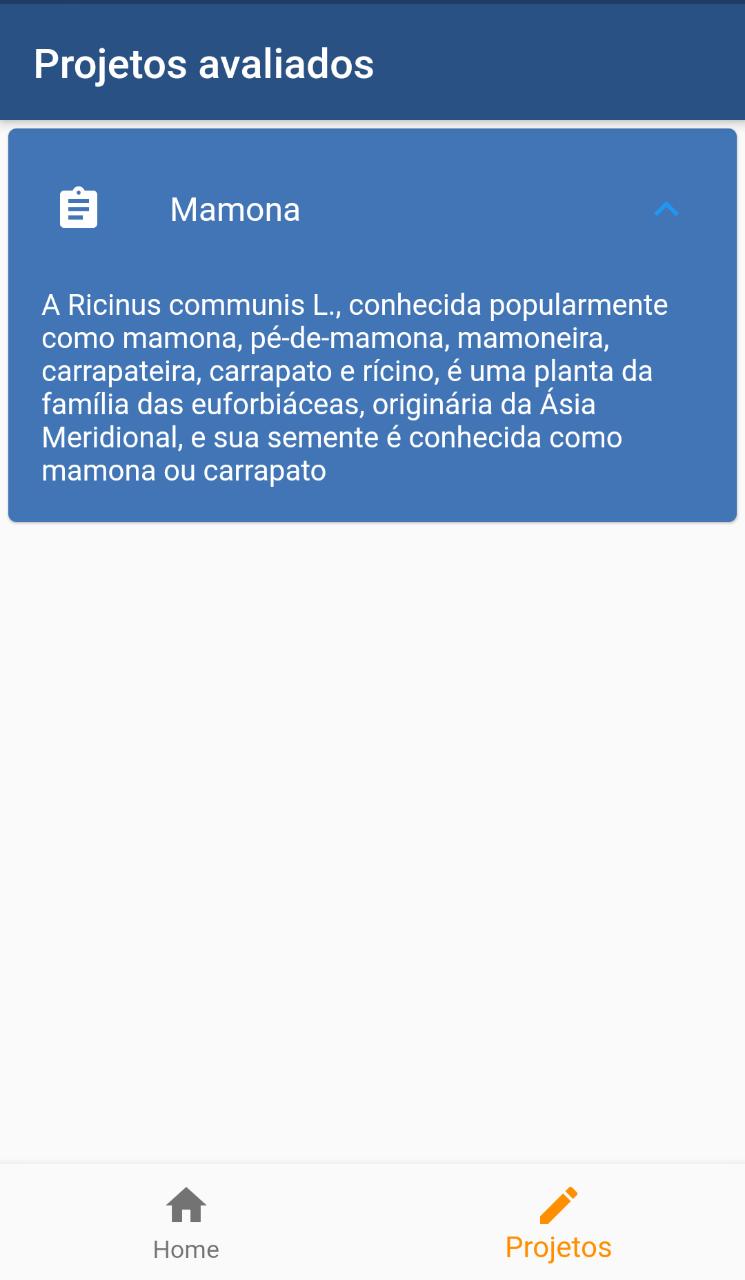 Projetos avaliados
Mamona
A Ricinus communis L., conhecida popularmente
como mamona, pé-de-mamona, mamoneira,
carrapateira, carrapato e rícino, é uma planta da
família das euforbiáceas, originária da Ásia
Meridional, e sua semente é conhecida como
mamona ou carrapato
Home
Projetos